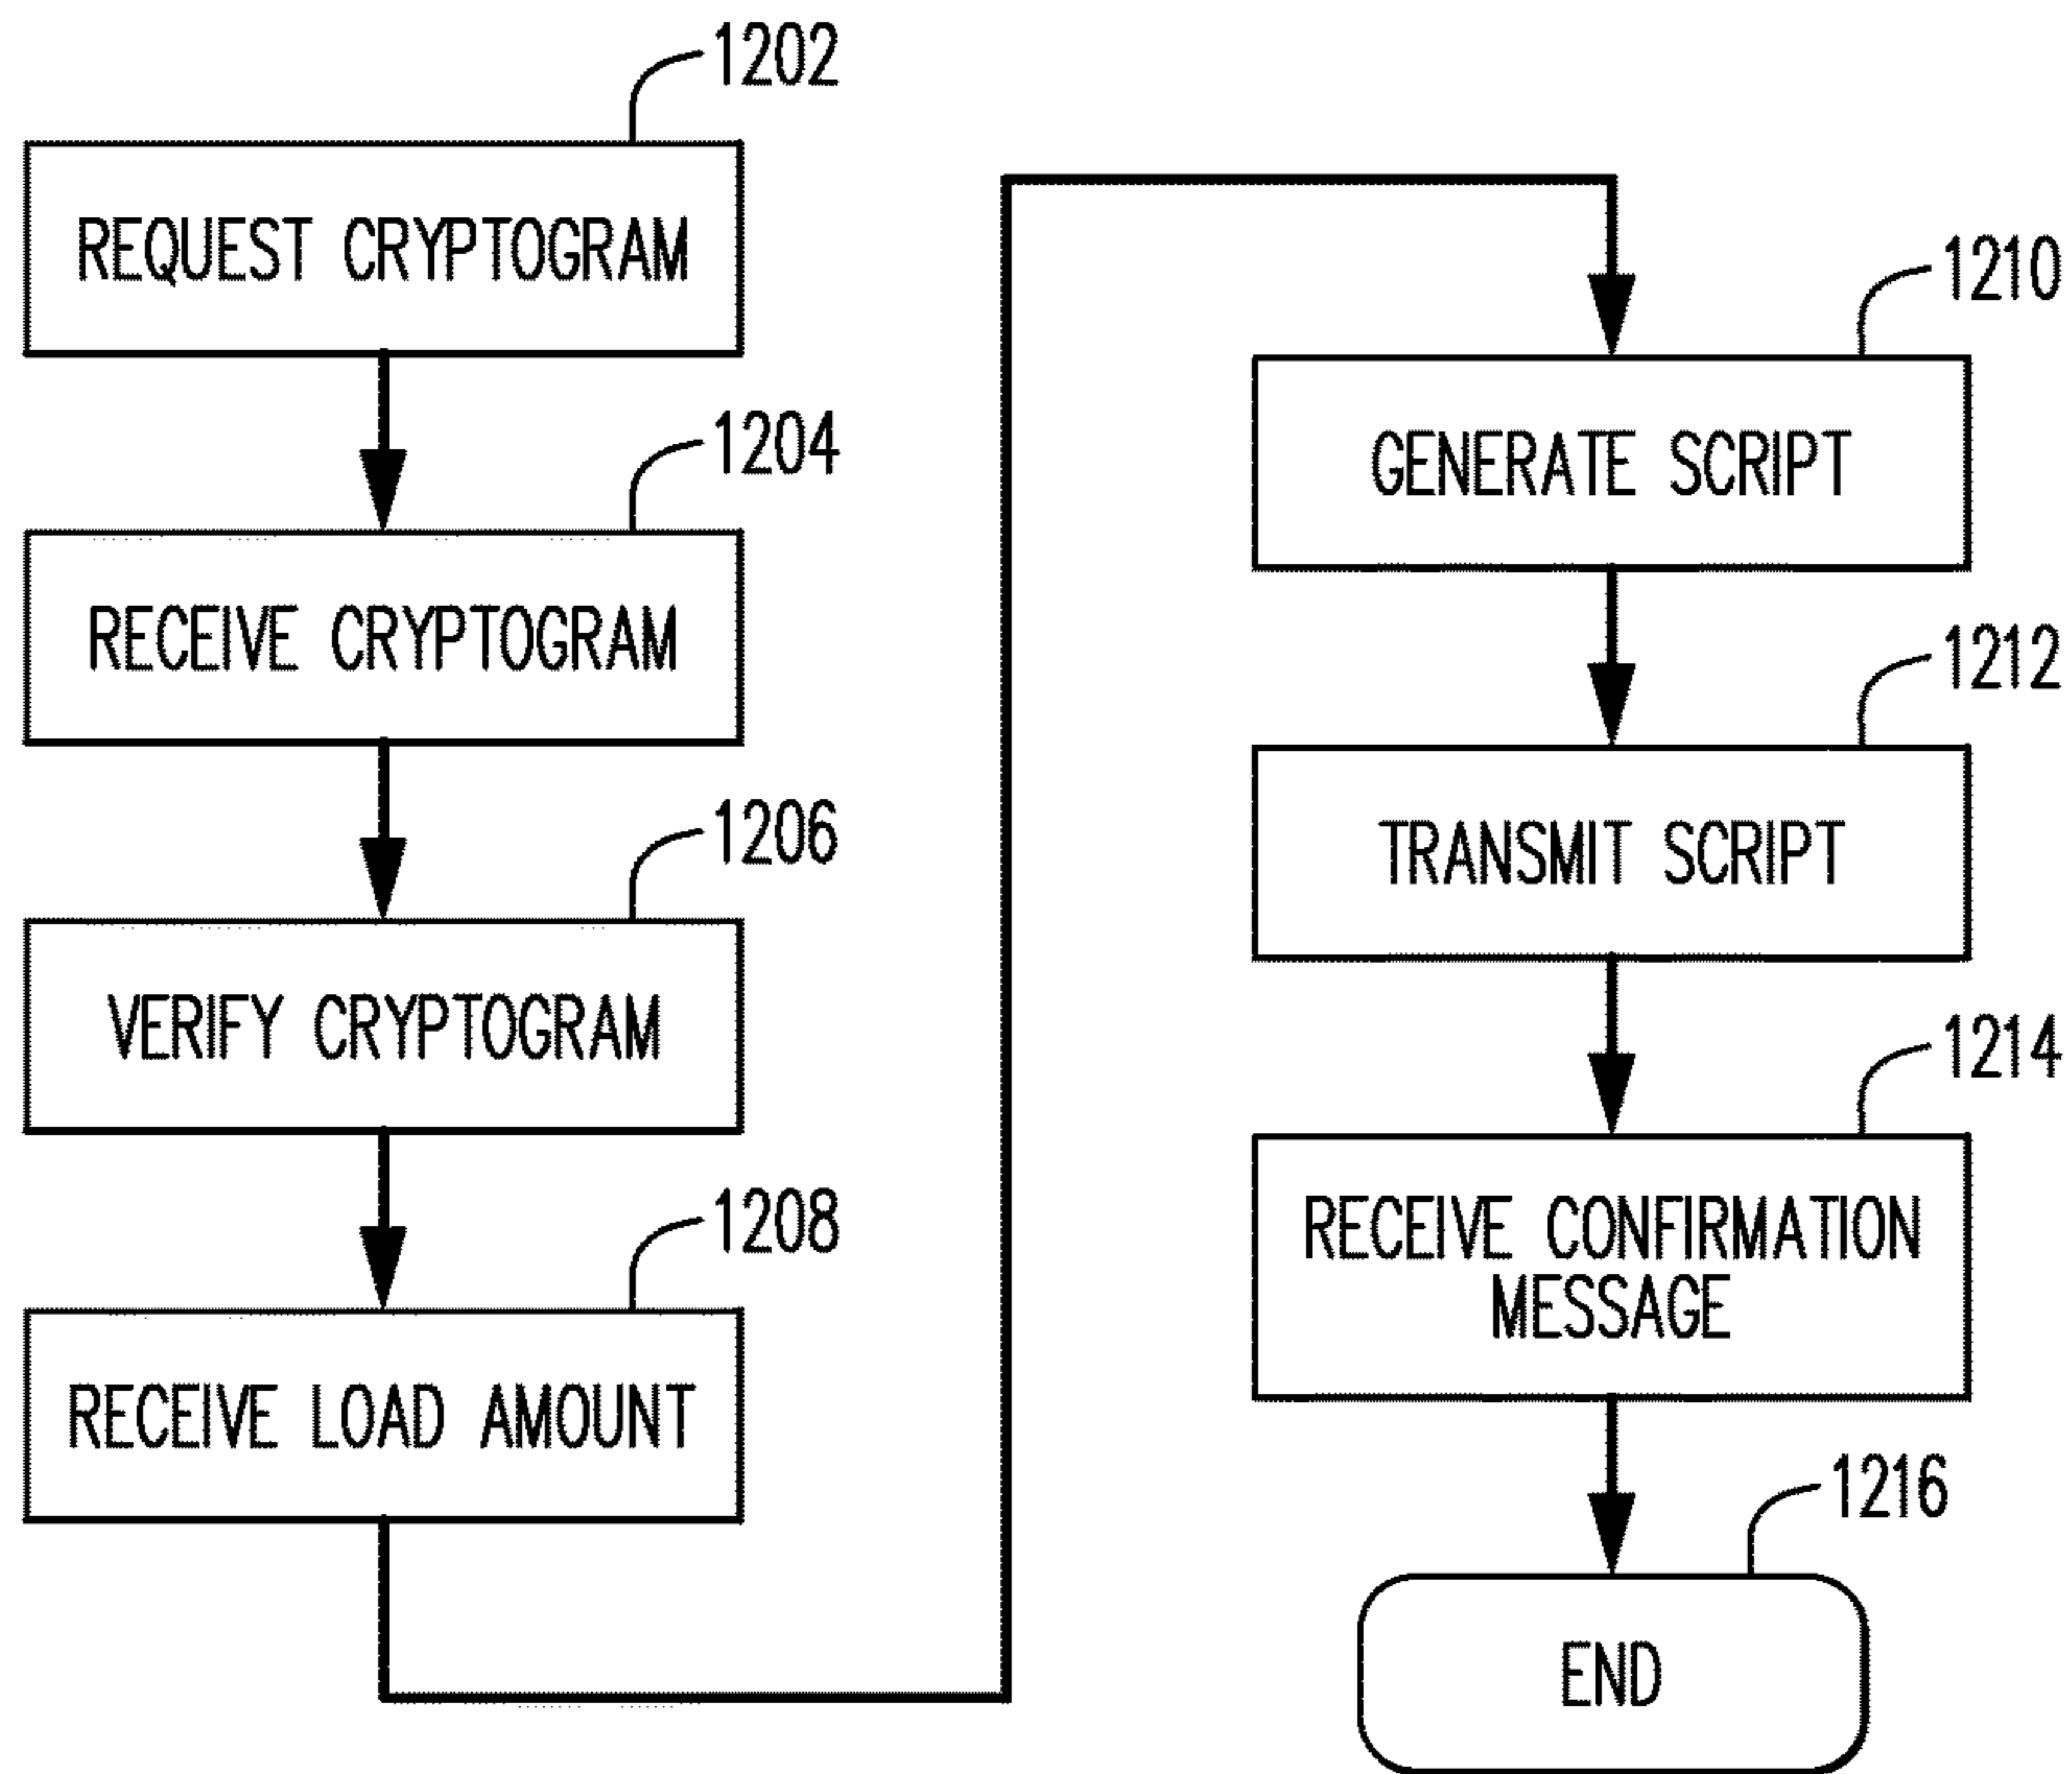 1202
REQUEST CRYPTOGRAM
1204
RECEIVE CRYPTOGRAM
1206
VERIFY CRYPTOGRAM
1208
RECEIVE LOAD AMOUNT
1210
GENERATE SCRIPT
1212
TRANSMIT SCRIPT
1214
RECEIVE CONFIRMATION
MESSAGE
1216
END